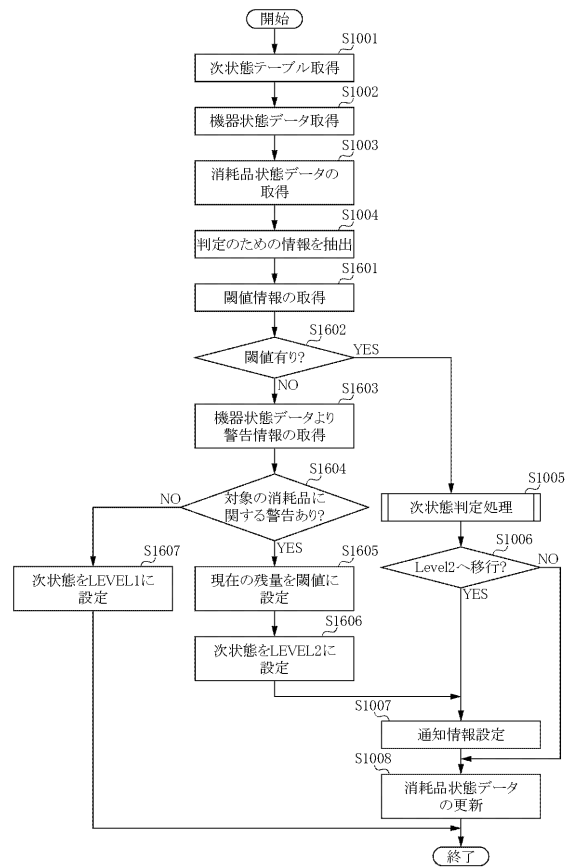 開始
S1001
次状態テーブル取得
S1002
機器状態データ取得
S1003
消耗品状態データの
取得
S1004
判定のための情報を抽出
S1601
閾値情報の取得
S1602
閾値有り?
YES
NO
S1603
機器状態データより
警告情報の取得
S1604
対象の消耗品に
関する警告あり?
NO
YES
S1005
次状態判定処理
S1006
Level2へ移行?
NO
YES
S1607
次状態をLEVEL1に
設定
S1605
現在の残量を閾値に
設定
S1606
次状態をLEVEL2に
設定
S1007
通知情報設定
S1008
消耗品状態データ
の更新
終了